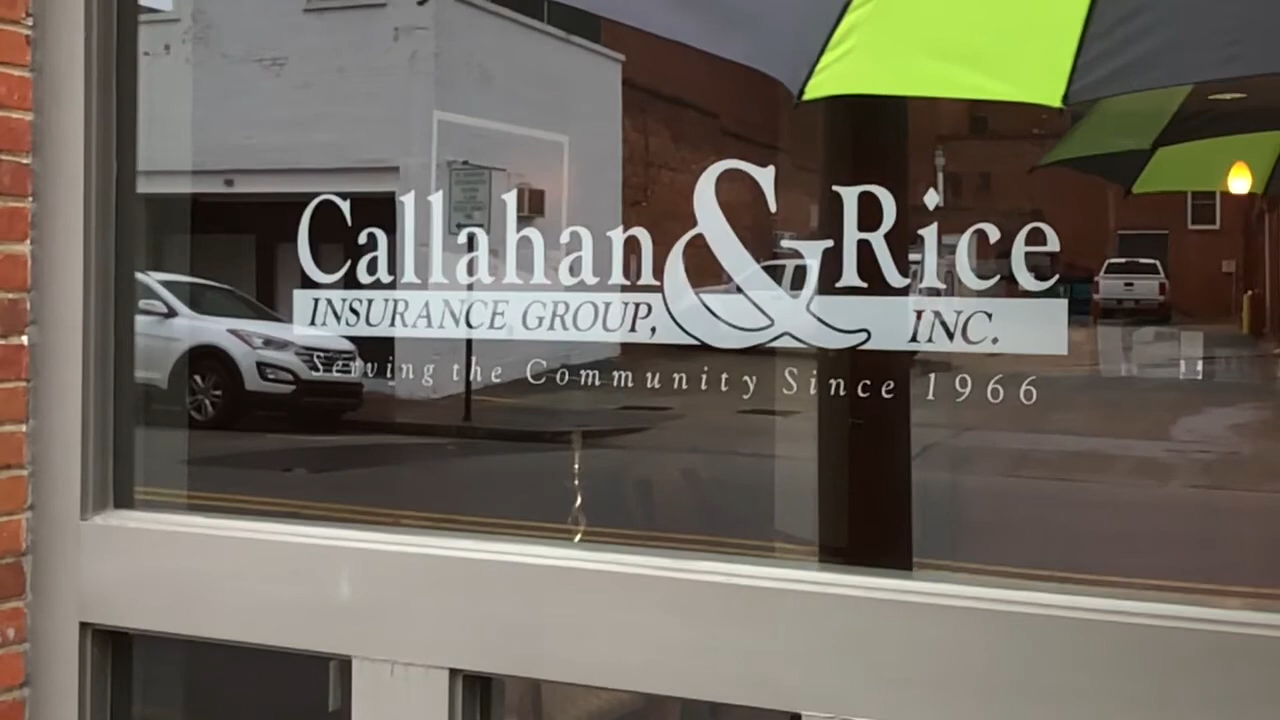 Callahan & Rice
INSURANCE GROUP, INC.
Serving the Community Since 1966